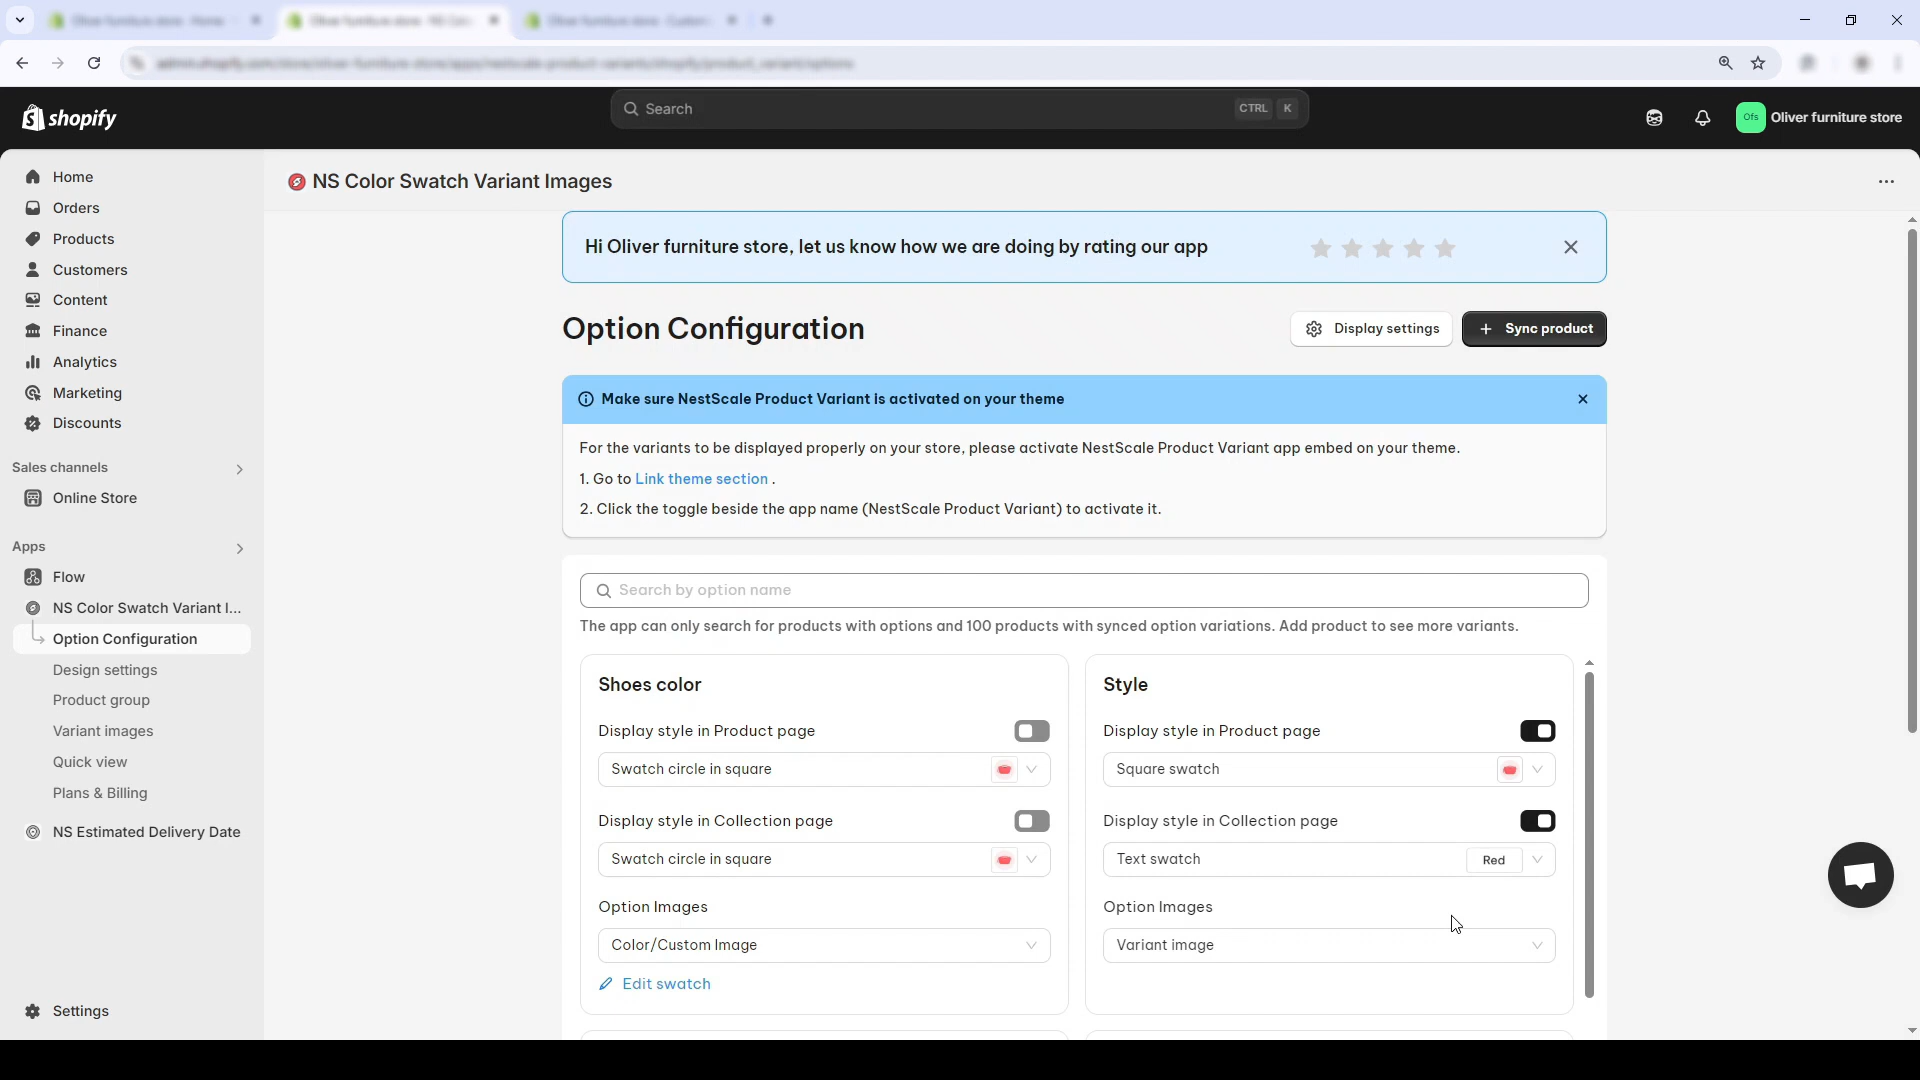 shopify
Search
CTRL K
Ofs
Oliver furniture store
Home
Orders
Products
Customers
Content
Finance
Analytics
Marketing
Discounts
Sales channels
Online Store
Apps
Flow
NS Color Swatch Variant I...
Option Configuration
Design settings
Product group
Variant images
Quick view
Plans & Billing
NS Estimated Delivery Date
Settings
NS Color Swatch Variant Images
Hi Oliver furniture store, let us know how we are doing by rating our app
Option Configuration
Display settings
Sync product
Make sure NestScale Product Variant is activated on your theme
For the variants to be displayed properly on your store, please activate NestScale Product Variant app embed on your theme.
1. Go to Link theme section .
2. Click the toggle beside the app name (NestScale Product Variant) to activate it.
Search by option name
The app can only search for products with options and 100 products with synced option variations. Add product to see more variants.
Shoes color
Display style in Product page
Swatch circle in square
Display style in Collection page
Swatch circle in square
Option Images
Color/Custom Image
Edit swatch
Style
Display style in Product page
Square swatch
Display style in Collection page
Text swatch
Red
Option Images
Variant image